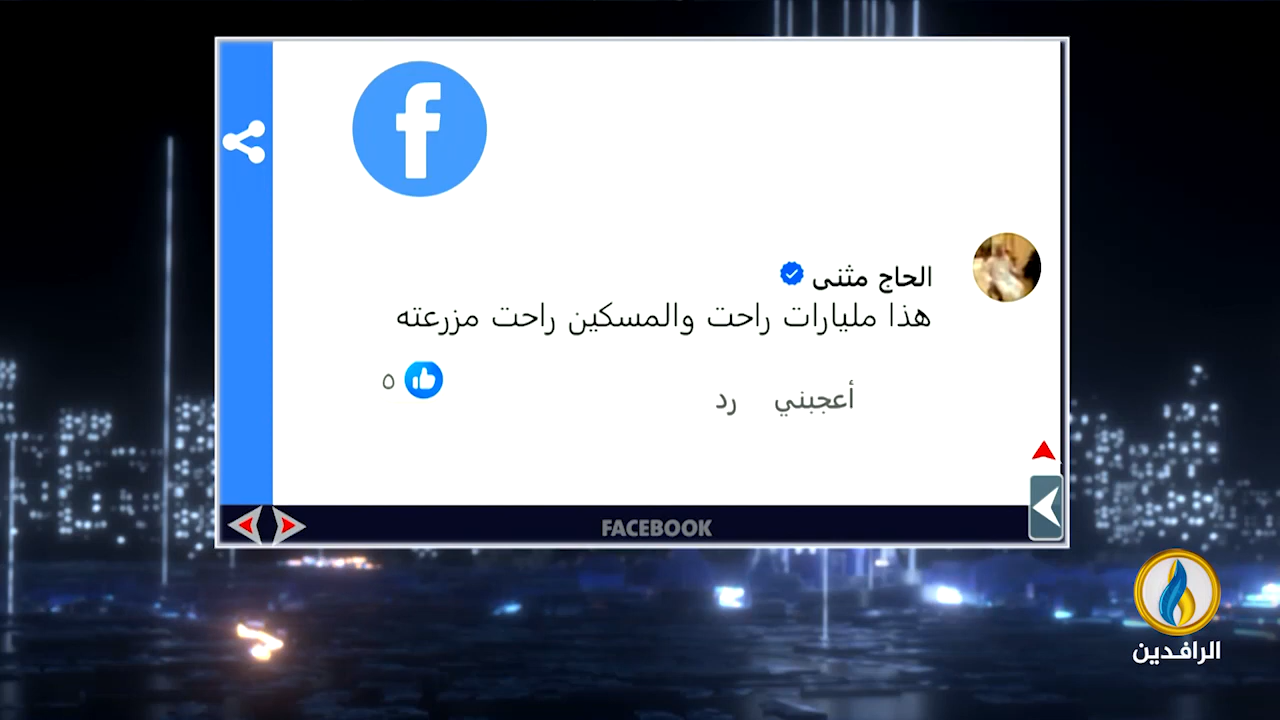 الحاج مثنى
هذا مليارات راحت والمسكين راحت مزرعته
٥
أعجبني رد
FACEBOOK
الرافدين